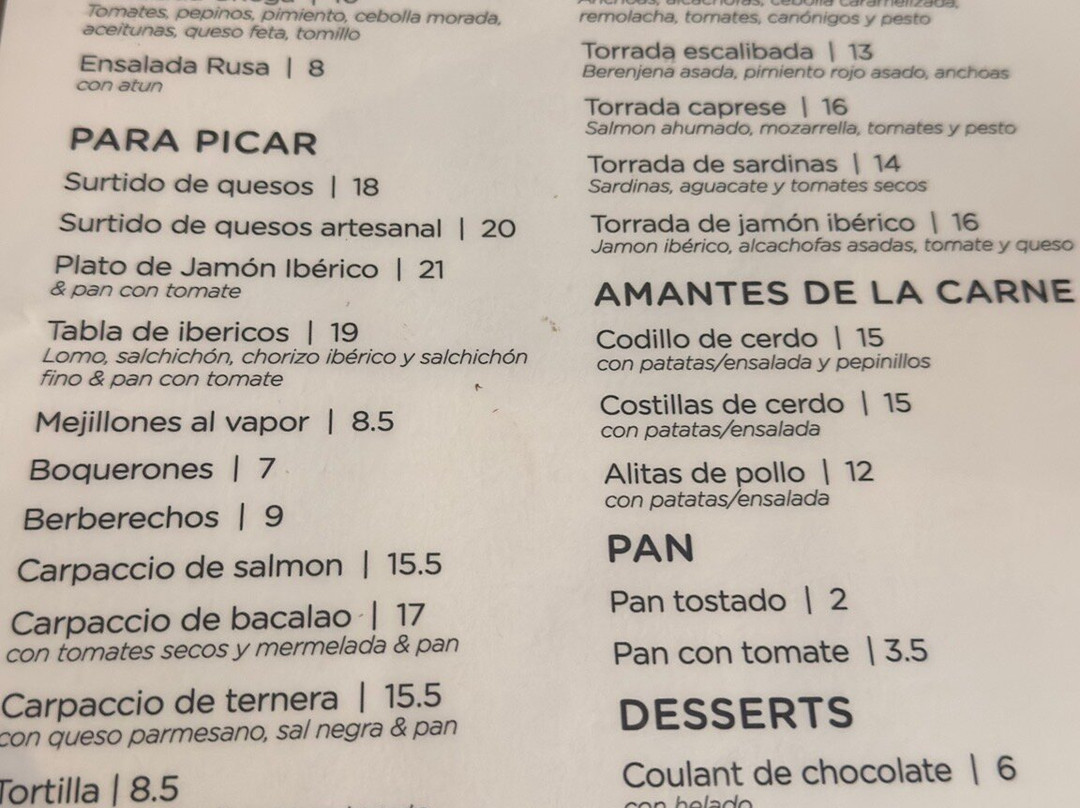 Tomates, pepinos, pimiento, cebolla morada,
aceitunas, queso feta, tomillo
Ensalada Rusa | 8
con atun
PARA PICAR
Surtido de quesos | 18
Surtido de quesos artesanal | 20
Plato de Jamón Ibérico | 21
& pan con tomate
Tabla de ibericos | 19
Lomo, salchichón, chorizo ibérico y salchichón
fino & pan con tomate
Mejillones al vapor | 8.5
Boquerones | 7
Berberechos | 9
Carpaccio de salmon | 15.5
Carpaccio de bacalao | 17
con tomates secos y mermelada & pan
Carpaccio de ternera | 15.5
con queso parmesano, sal negra & pan
Tortilla | 8.5
Anchoas, alcachofas, cebolla caramelizada,
remolacha, tomates, canónigos y pesto
Torrada escalibada | 13
Berenjena asada, pimiento rojo asado, anchoas
Torrada caprese | 16
Salmon ahumado, mozarrella, tomates y pesto
Torrada de sardinas | 14
Sardinas, aguacate y tomates secos
Torrada de jamón ibérico | 16
Jamon ibérico, alcachofas asadas, tomate y queso
AMANTES DE LA CARNE
Codillo de cerdo | 15
con patatas/ensalada y pepinillos
Costillas de cerdo | 15
con patatas/ensalada
Alitas de pollo | 12
con patatas/ensalada
PAN
Pan tostado | 2
Pan con tomate | 3.5
DESSERTS
Coulant de chocolate | 6
con helado